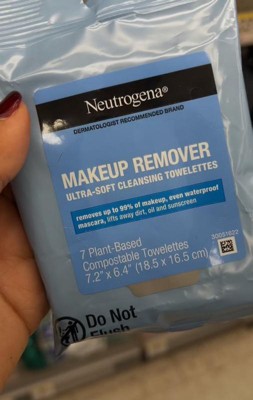 Neutrogena®
DERMATOLOGIST RECOMMENDED BRAND
MAKEUP REMOVER
ULTRA-SOFT CLEANSING TOWELETTES
removes up to 99% of makeup, even waterproof
mascara, lifts away dirt, oil and sunscreen
7 Plant-Based
Compostable Towelettes
7.2" x 6.4" (18.5 x 16.5 cm)
30051622
Do Not
Flush